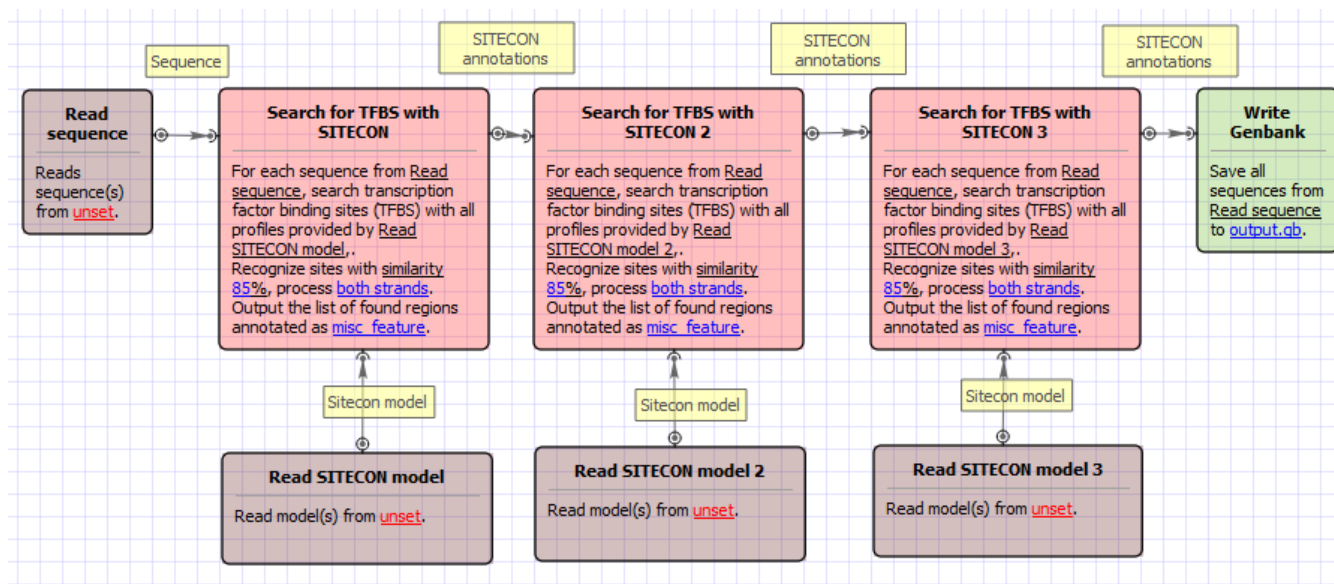 Sequence
SITECON
annotations
SITECON
annotations
SITECON
annotations
Read
sequence
Reads
sequence(s)
from unset.
Search for TFBS with
SITECON
For each sequence from Read
sequence, search transcription
factor binding sites (TFBS) with all
profiles provided by Read
SITECON model,.
Recognize sites with similarity
85%, process both strands.
Output the list of found regions
annotated as misc_feature.
Search for TFBS with
SITECON 2
For each sequence from Read
sequence, search transcription
factor binding sites (TFBS) with all
profiles provided by Read
SITECON model 2,.
Recognize sites with similarity
85%, process both strands.
Output the list of found regions
annotated as misc_feature.
Search for TFBS with
SITECON 3
For each sequence from Read
sequence, search transcription
factor binding sites (TFBS) with all
profiles provided by Read
SITECON model 3,.
Recognize sites with similarity
85%, process both strands.
Output the list of found regions
annotated as misc_feature.
Write
Genbank
Save all
sequences from
Read sequence
to output.gb.
Sitecon model
Sitecon model
Sitecon model
Read SITECON model
Read model(s) from unset.
Read SITECON model 2
Read model(s) from unset.
Read SITECON model 3
Read model(s) from unset.